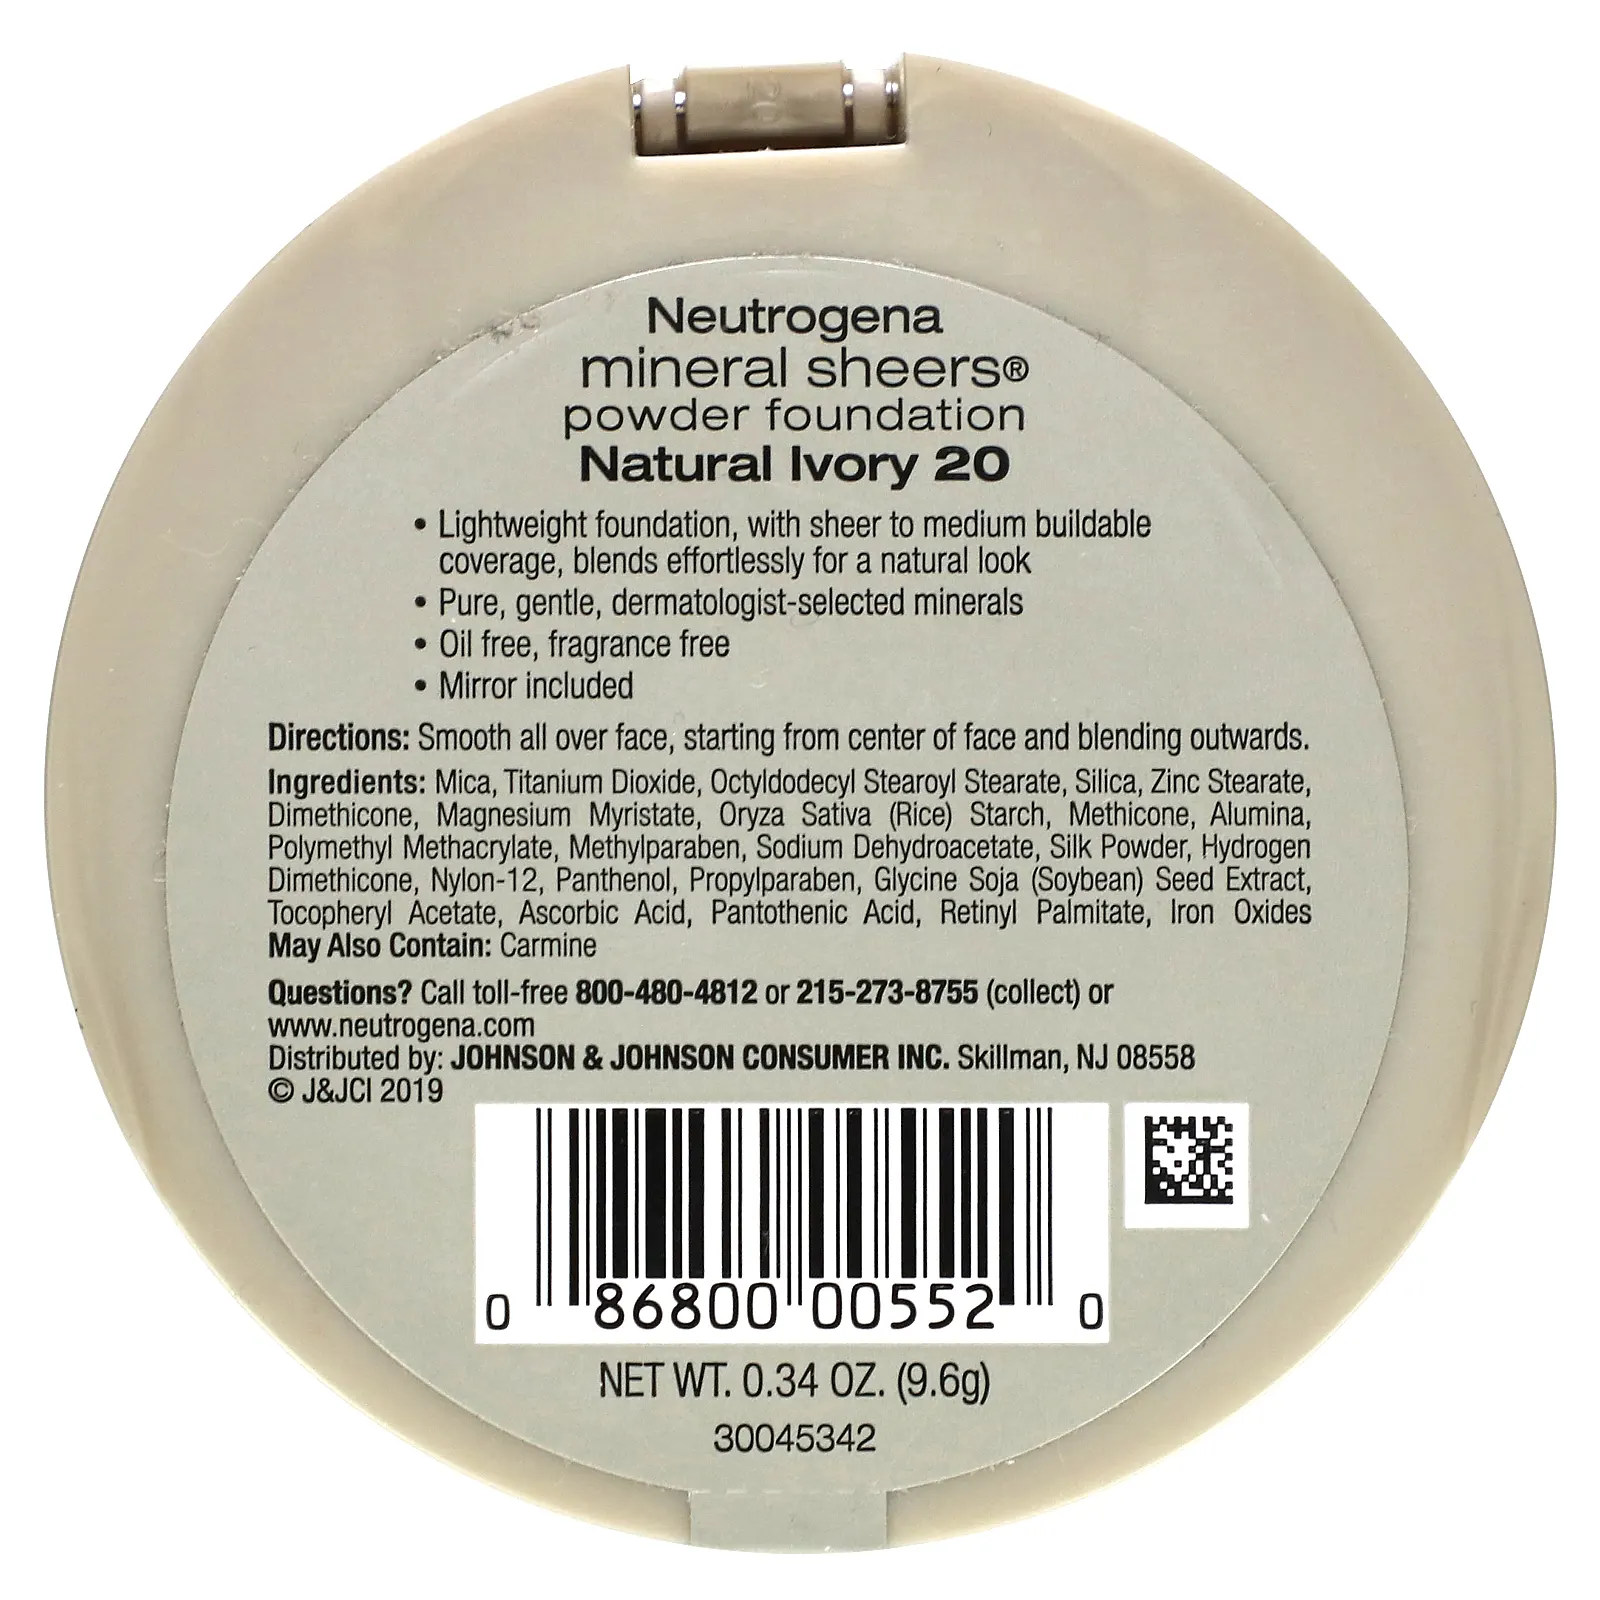 Neutrogena
mineral sheers®
powder foundation
Natural Ivory 20
• Lightweight foundation, with sheer to medium buildable
coverage, blends effortlessly for a natural look
• Pure, gentle, dermatologist-selected minerals
• Oil free, fragrance free
• Mirror included
Directions: Smooth all over face, starting from center of face and blending outwards.
Ingredients: Mica, Titanium Dioxide, Octyldodecyl Stearoyl Stearate, Silica, Zinc Stearate,
Dimethicone, Magnesium Myristate, Oryza Sativa (Rice) Starch, Methicone, Alumina,
Polymethyl Methacrylate, Methylparaben, Sodium Dehydroacetate, Silk Powder, Hydrogen
Dimethicone, Nylon-12, Panthenol, Propylparaben, Glycine Soja (Soybean) Seed Extract,
Tocopheryl Acetate, Ascorbic Acid, Pantothenic Acid, Retinyl Palmitate, Iron Oxides
May Also Contain: Carmine
Questions? Call toll-free 800-480-4812 or 215-273-8755 (collect) or
www.neutrogena.com
Distributed by: JOHNSON & JOHNSON CONSUMER INC. Skillman, NJ 08558
© J&JCI 2019
0 86800 00552 0
NET WT. 0.34 OZ. (9.6g)
30045342